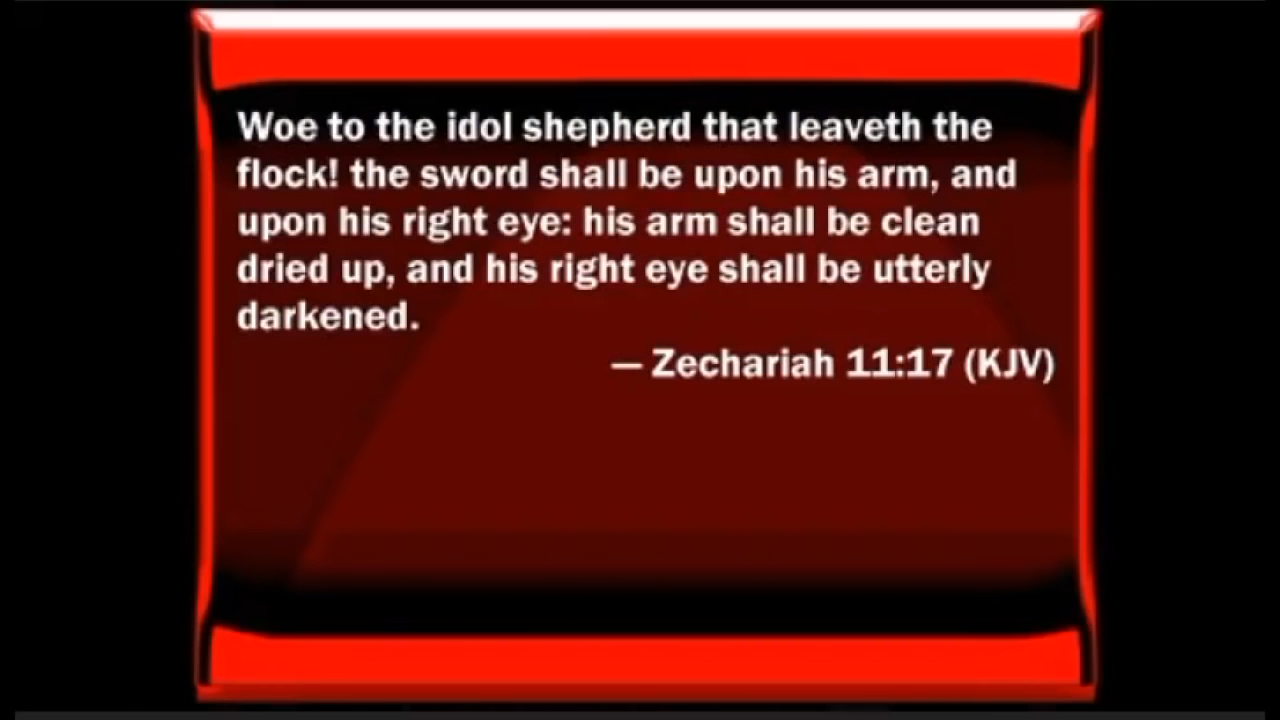 Woe to the idol shepherd that leaveth the
flock! the sword shall be upon his arm, and
upon his right eye: his arm shall be clean
dried up, and his right eye shall be utterly
darkened.
— Zechariah 11:17 (KJV)